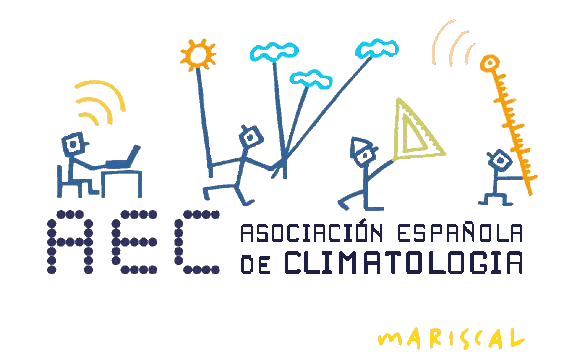 AEC
ASOCIACIÓN ESPAÑOLA
DE CLIMATOLOGIA
MARISCAL